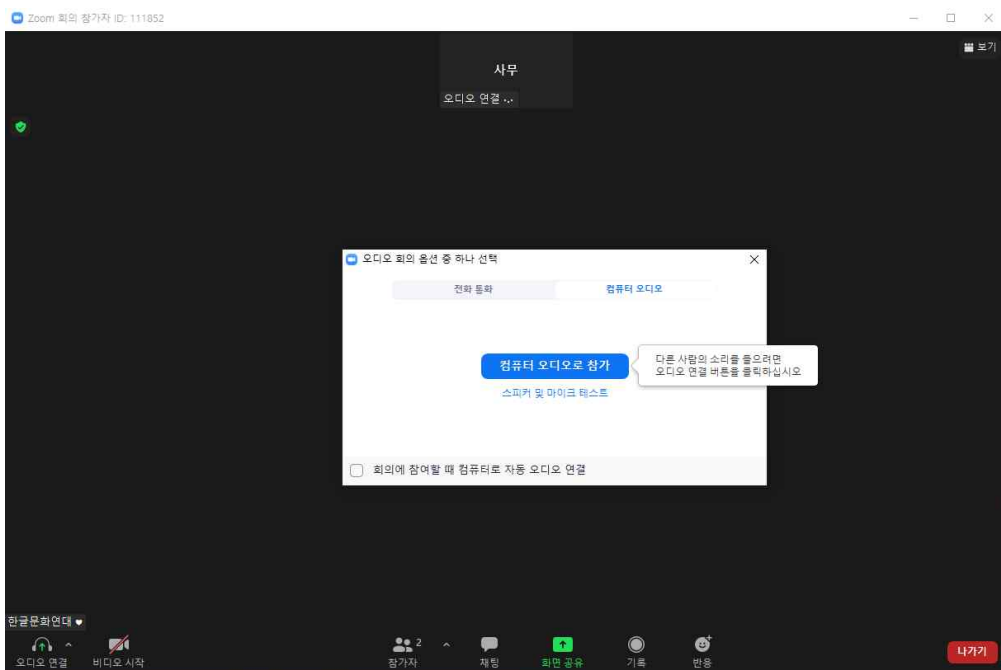 Zoom 회의 참가자 ID: 111852
보기
사무
오디오 연결
오디오 회의 옵션 중 하나 선택
전화 통화
컴퓨터 오디오
컴퓨터 오디오로 참가
다른 사람의 소리를 들으려면
오디오 연결 버튼을 클릭하십시오
스피커 및 마이크 테스트
회의에 참여할 때 컴퓨터로 자동 오디오 연결
한글문화연대
오디오 연결
비디오 시작
참가자
2
채팅
화면 공유
기록
반응
나가기